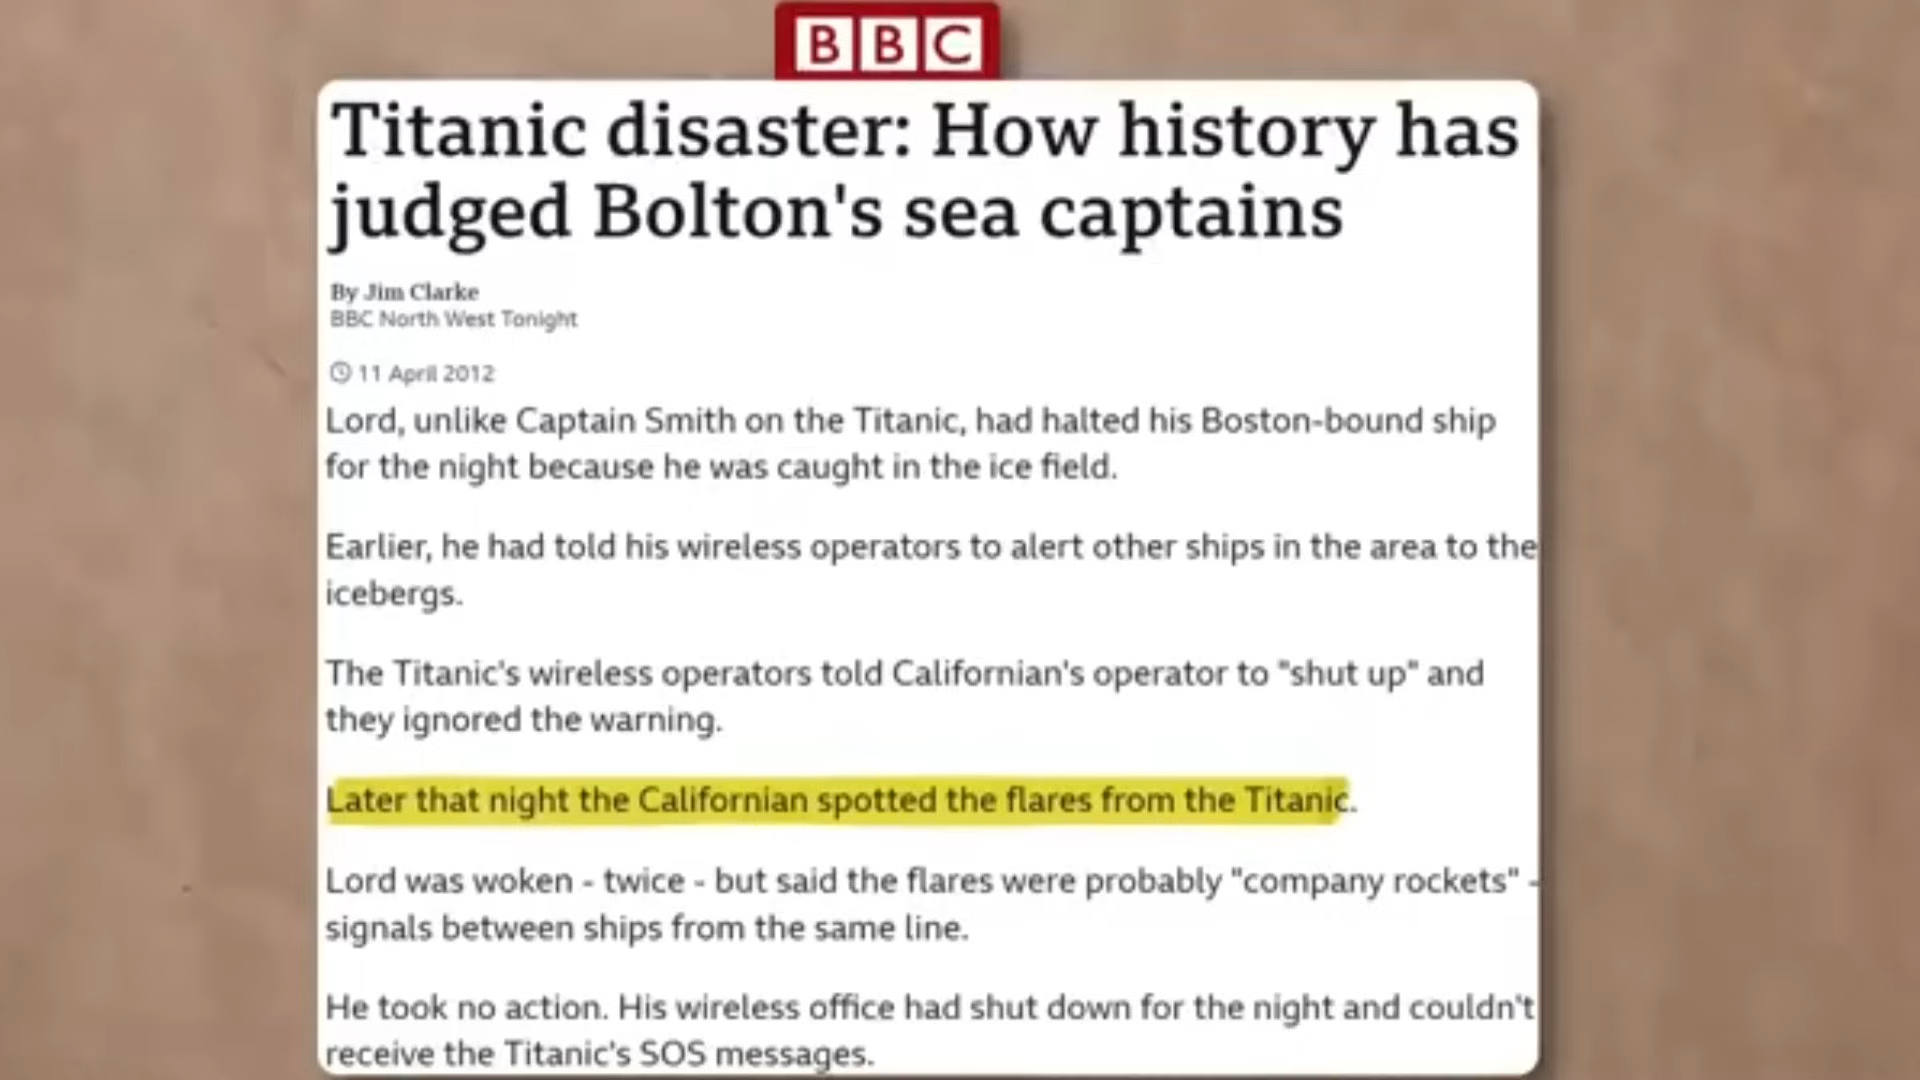 BBC
Titanic disaster: How history has
judged Bolton's sea captains
By Jim Clarke
BBC North West Tonight
11 April 2012
Lord, unlike Captain Smith on the Titanic, had halted his Boston-bound ship
for the night because he was caught in the ice field.
Earlier, he had told his wireless operators to alert other ships in the area to the
icebergs.
The Titanic's wireless operators told Californian's operator to "shut up" and
they ignored the warning.
Later that night the Californian spotted the flares from the Titanic.
Lord was woken - twice - but said the flares were probably "company rockets" -
signals between ships from the same line.
He took no action. His wireless office had shut down for the night and couldn't
receive the Titanic's SOS messages.